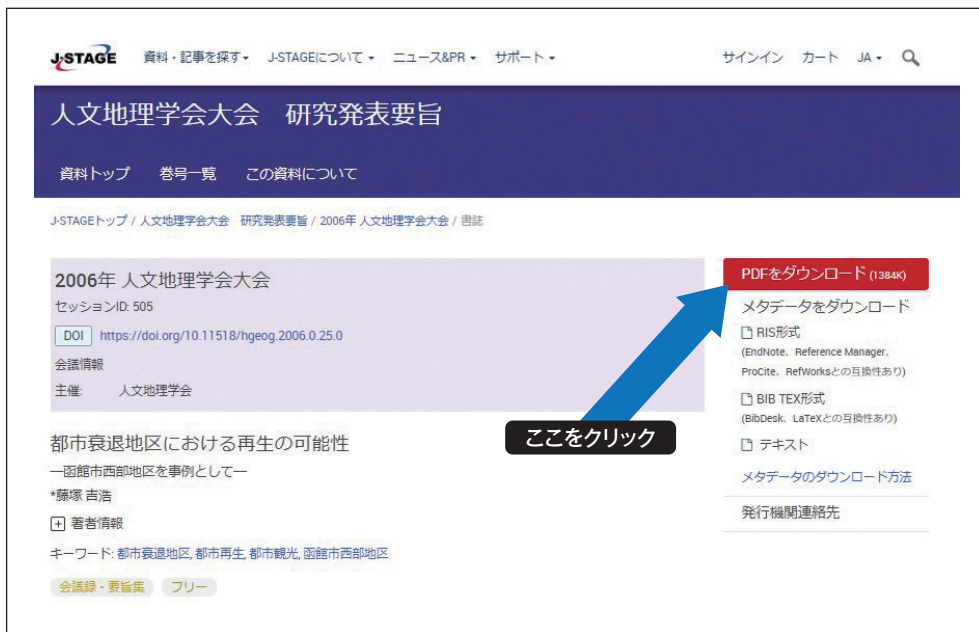 J-STAGE 資料・記事を探す▾ J-STAGEについて▾ ニュース&PR▾ サポート▾ サインイン カート JA▾
人文地理学会大会 研究発表要旨
資料トップ 巻号一覧 この資料について
J-STAGEトップ / 人文地理学会大会 研究発表要旨 / 2006年 人文地理学会大会 / 書誌
2006年 人文地理学会大会
セッションID: 505
DOI https://doi.org/10.11518/hgeog.2006.0.25.0
会議情報
主催: 人文地理学会
PDFをダウンロード (1384K)
メタデータをダウンロード
RIS形式
(EndNote、Reference Manager、
ProCite、RefWorksとの互換性あり)
BIB TEX形式
(BibDesk、LaTeXとの互換性あり)
テキスト
メタデータのダウンロード方法
発行機関連絡先
ここをクリック
都市衰退地区における再生の可能性
―函館市西部地区を事例として―
*藤塚 吉浩
著者情報
キーワード: 都市衰退地区, 都市再生, 都市観光, 函館市西部地区
会議録・要旨集 フリー